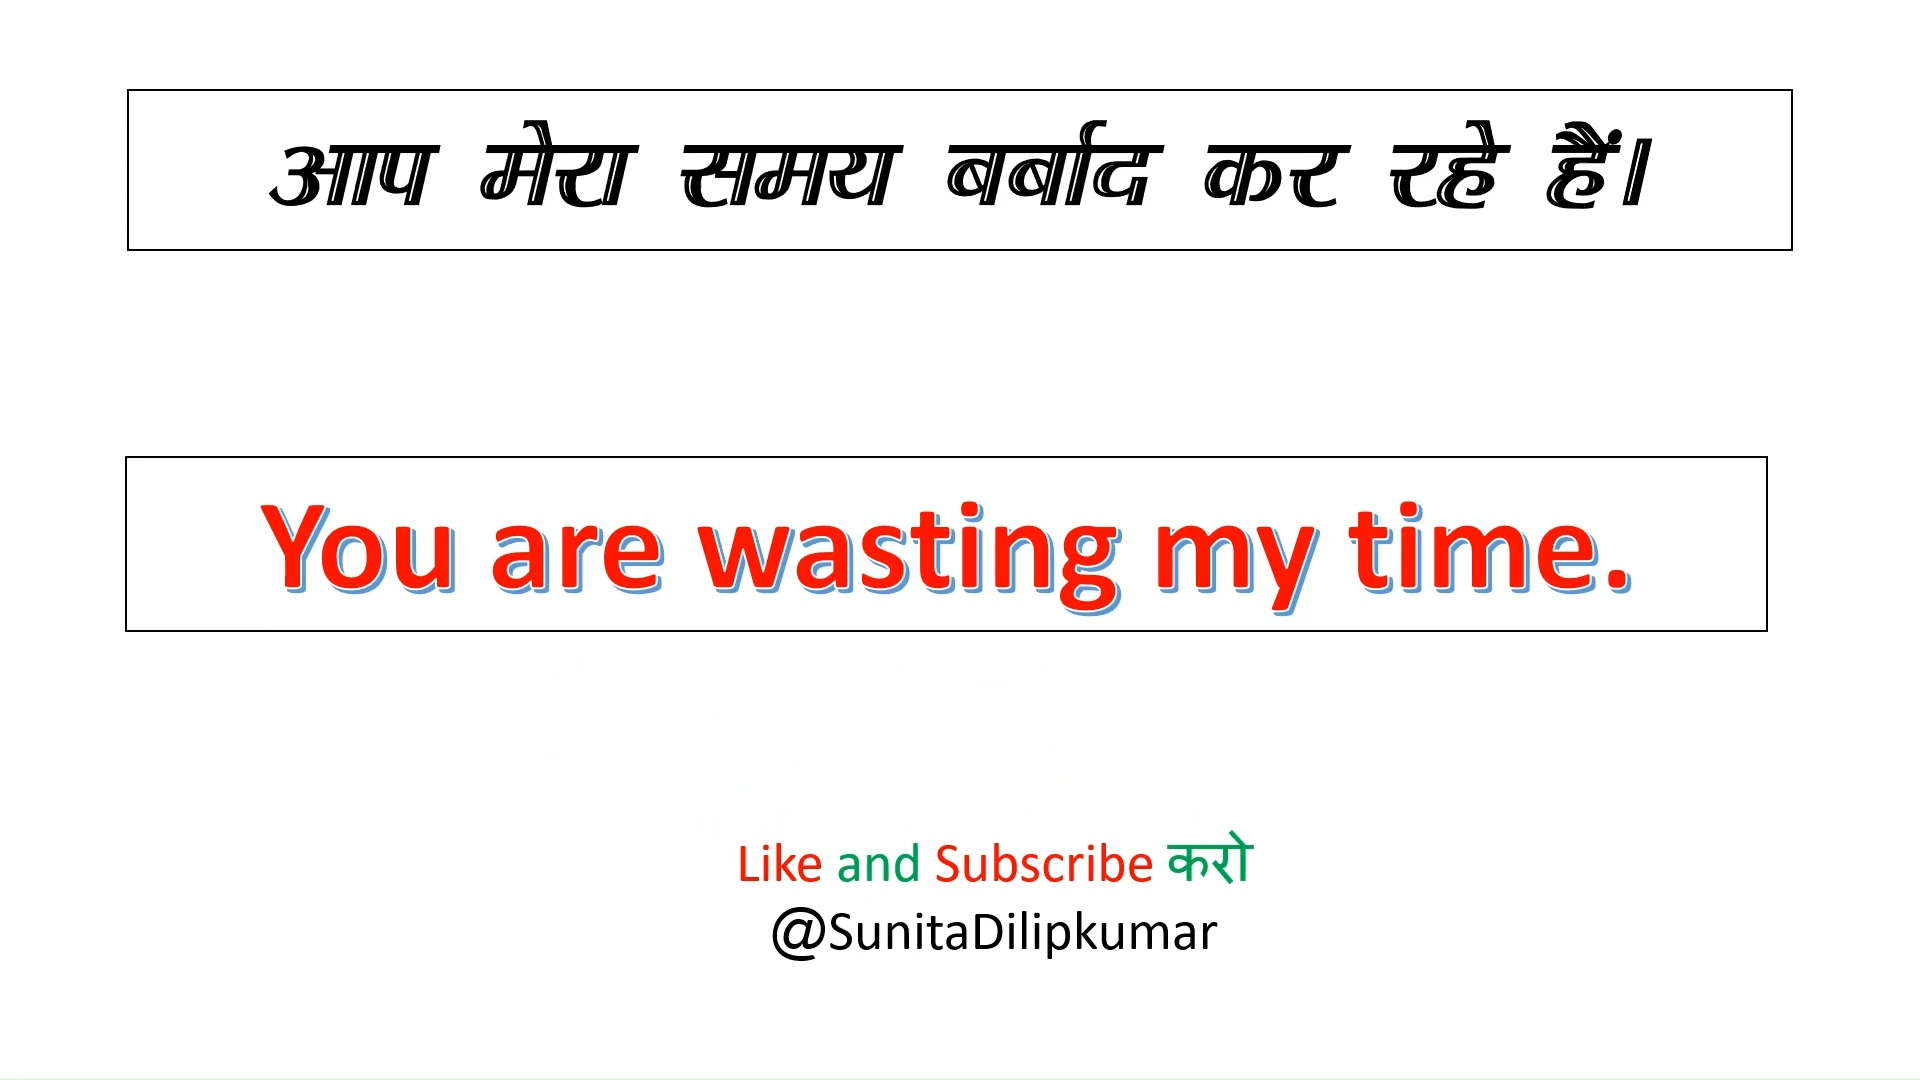 आप मेरा समय बर्बाद कर रहे हैं।
You are wasting my time.
Like and Subscribe करो
@SunitaDilipkumar